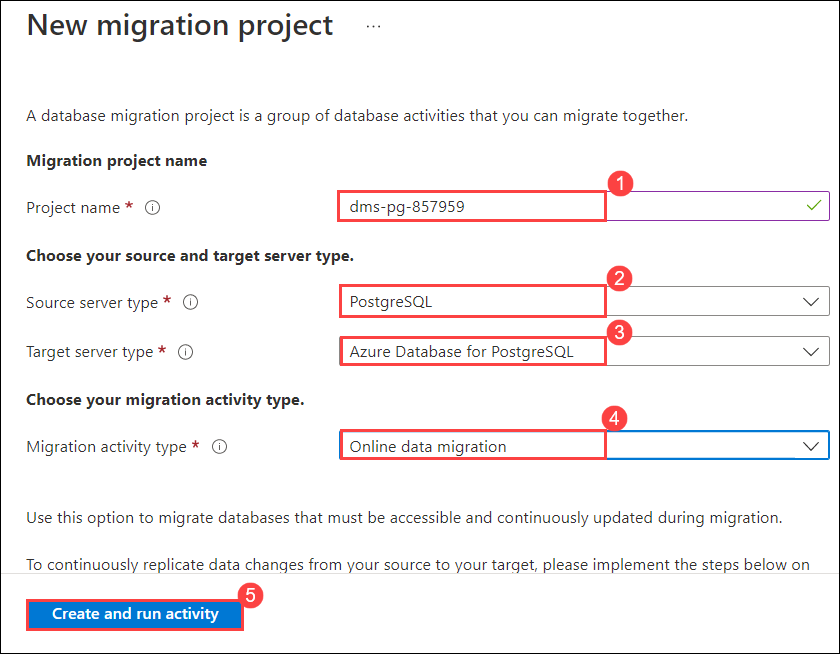 New migration project ...
A database migration project is a group of database activities that you can migrate together.
Migration project name
1
Project name * dms-pg-857959
Choose your source and target server type.
2
Source server type * PostgreSQL
3
Target server type * Azure Database for PostgreSQL
Choose your migration activity type.
4
Migration activity type * Online data migration
Use this option to migrate databases that must be accessible and continuously updated during migration.
To continuously replicate data changes from your source to your target, please implement the steps below on
5
Create and run activity